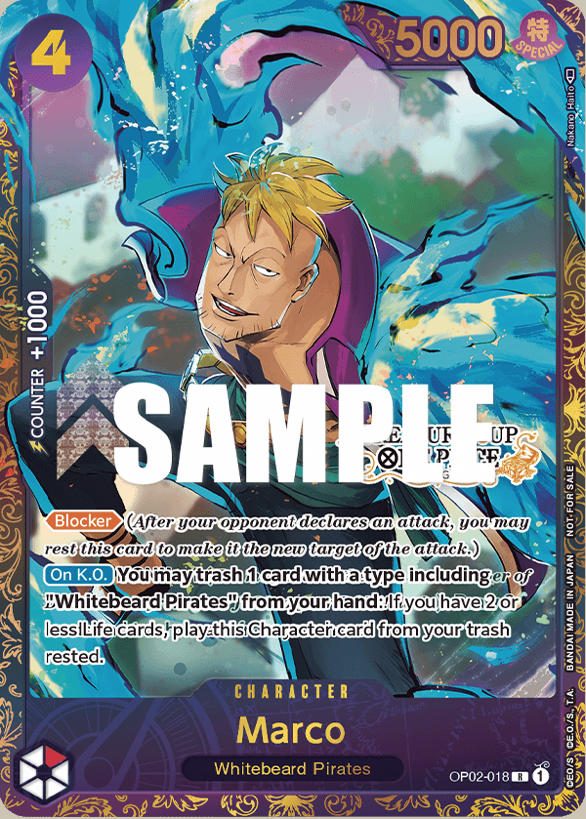 4
5000
特
SPECIAL
Nakano Haito
COUNTER +1000
SAMPLE
TREASURE CUP
Blocker (After your opponent declares an attack, you may
rest this card to make it the new target of the attack.)
On K.O. You may trash 1 card with a type including
"Whitebeard Pirates" from your hand: If you have 2 or
less Life cards, play this Character card from your trash
rested.
CHARACTER
Marco
Whitebeard Pirates
OP02-018 R 1
©E.O./S. ©E.O./S., T.A. BANDAI MADE IN JAPAN NOT FOR SALE